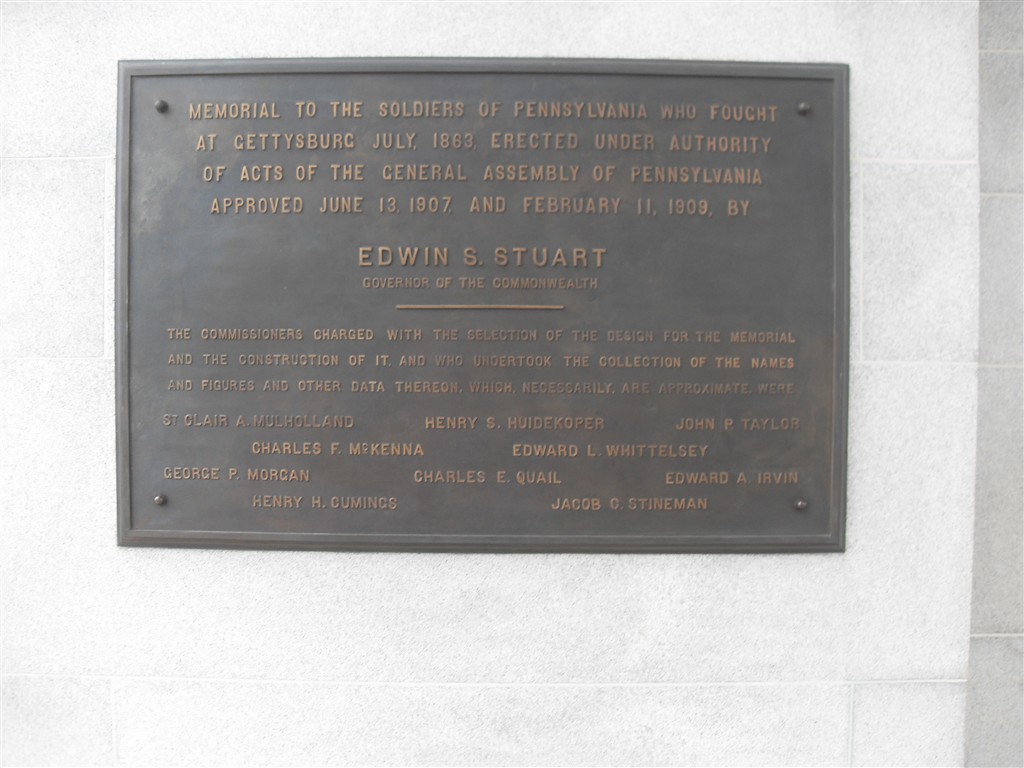 MEMORIAL TO THE SOLDIERS OF PENNSYLVANIA WHO FOUGHT
AT GETTYSBURG JULY, 1863, ERECTED UNDER AUTHORITY
OF ACTS OF THE GENERAL ASSEMBLY OF PENNSYLVANIA
APPROVED JUNE 13, 1907, AND FEBRUARY 11, 1909, BY
EDWIN S. STUART
GOVERNOR OF THE COMMONWEALTH
THE COMMISSIONERS CHARGED WITH THE SELECTION OF THE DESIGN FOR THE MEMORIAL
AND THE CONSTRUCTION OF IT, AND WHO UNDERTOOK THE COLLECTION OF THE NAMES
AND FIGURES AND OTHER DATA THEREON, WHICH, NECESSARILY, ARE APPROXIMATE, WERE
ST CLAIR A. MULHOLLAND HENRY S. HUIDEKOPER JOHN P. TAYLOR
CHARLES F. McKENNA EDWARD L. WHITTELSEY
GEORGE P. MORGAN CHARLES E. QUAIL EDWARD A. IRVIN
HENRY H. CUMINGS JACOB C. STINEMAN